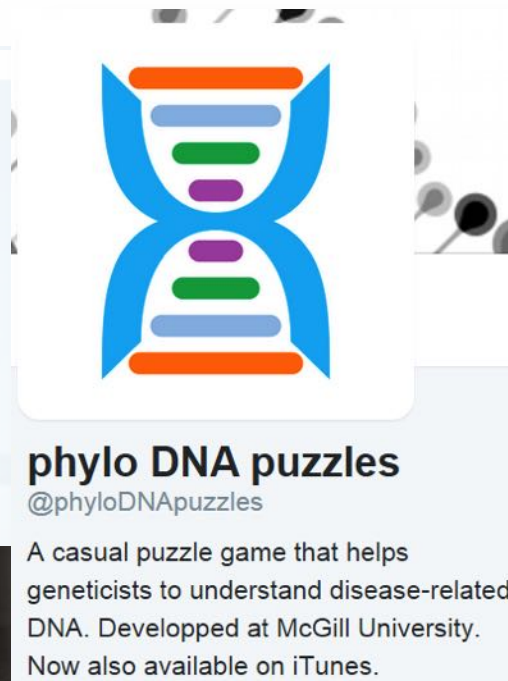 phylo DNA puzzles
@phyloDNApuzzles
A casual puzzle game that helps
geneticists to understand disease-related
DNA. Developped at McGill University.
Now also available on iTunes.